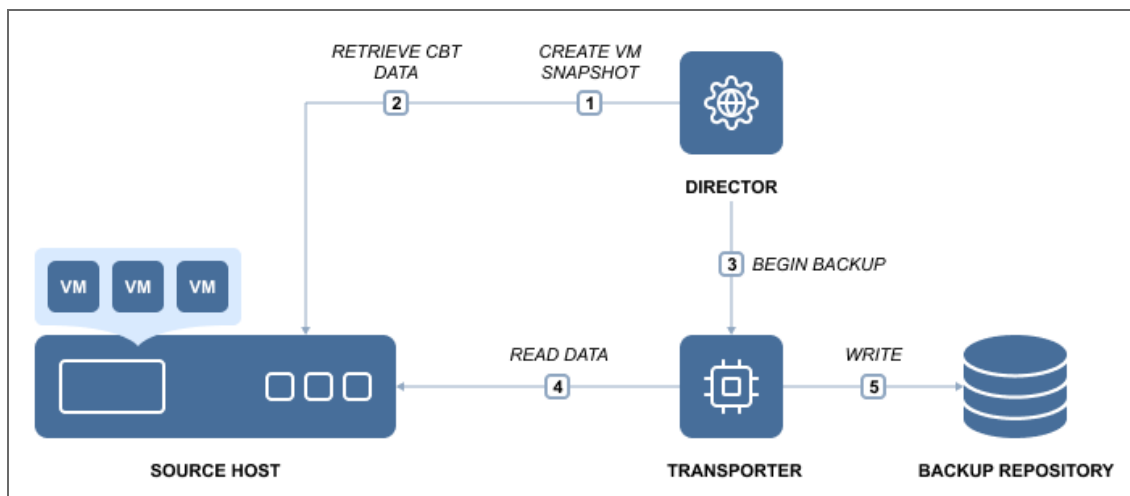 RETRIEVE CBT
DATA
CREATE VM
SNAPSHOT
2
1
DIRECTOR
3 BEGIN BACKUP
VM VM VM
READ DATA
4
WRITE
5
SOURCE HOST
TRANSPORTER
BACKUP REPOSITORY